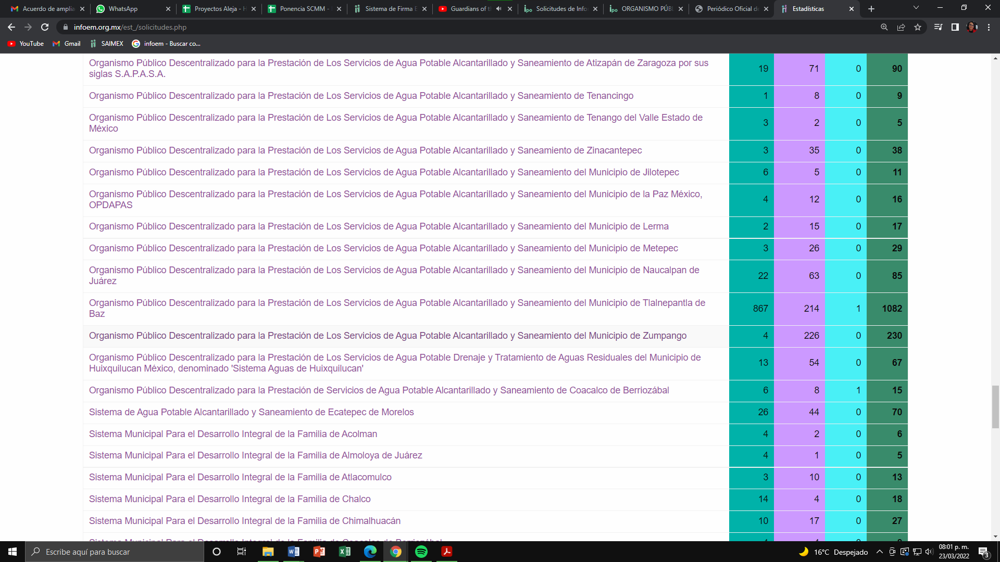 Acuerdo de amplia
WhatsApp
Proyectos Aleja - H
Ponencia SCMM -
Sistema de Firma E
Guardians of t
Solicitudes de Info
ORGANISMO PÚBL
Periódico Oficial de
Estadísticas
infoem.org.mx/est_/solicitudes.php
YouTube
Gmail
SAIMEX
infoem - Buscar co...
Organismo Público Descentralizado para la Prestación de Los Servicios de Agua Potable Alcantarillado y Saneamiento de Atizapán de Zaragoza por sus
siglas S.A.P.A.S.A.
19 71 0 90
Organismo Público Descentralizado para la Prestación de Los Servicios de Agua Potable Alcantarillado y Saneamiento de Tenancingo 1 8 0 9
Organismo Público Descentralizado para la Prestación de Los Servicios de Agua Potable Alcantarillado y Saneamiento de Tenango del Valle Estado de
México
3 2 0 5
Organismo Público Descentralizado para la Prestación de Los Servicios de Agua Potable Alcantarillado y Saneamiento de Zinacantepec 3 35 0 38
Organismo Público Descentralizado para la Prestación de Los Servicios de Agua Potable Alcantarillado y Saneamiento del Municipio de Jilotepec 6 5 0 11
Organismo Público Descentralizado para la Prestación de Los Servicios de Agua Potable Alcantarillado y Saneamiento del Municipio de la Paz México,
OPDAPAS
4 12 0 16
Organismo Público Descentralizado para la Prestación de Los Servicios de Agua Potable Alcantarillado y Saneamiento del Municipio de Lerma 2 15 0 17
Organismo Público Descentralizado para la Prestación de Los Servicios de Agua Potable Alcantarillado y Saneamiento del Municipio de Metepec 3 26 0 29
Organismo Público Descentralizado para la Prestación de Los Servicios de Agua Potable Alcantarillado y Saneamiento del Municipio de Naucalpan de
Juárez
22 63 0 85
Organismo Público Descentralizado para la Prestación de Los Servicios de Agua Potable Alcantarillado y Saneamiento del Municipio de Tlalnepantla de
Baz
867 214 1 1082
Organismo Público Descentralizado para la Prestación de Los Servicios de Agua Potable Alcantarillado y Saneamiento del Municipio de Zumpango 4 226 0 230
Organismo Público Descentralizado para la Prestación de Los Servicios de Agua Potable Drenaje y Tratamiento de Aguas Residuales del Municipio de
Huixquilucan México, denominado 'Sistema Aguas de Huixquilucan'
13 54 0 67
Organismo Público Descentralizado para la Prestación de Servicios de Agua Potable Alcantarillado y Saneamiento de Coacalco de Berriozábal 6 8 1 15
Sistema de Agua Potable Alcantarillado y Saneamiento de Ecatepec de Morelos 26 44 0 70
Sistema Municipal Para el Desarrollo Integral de la Familia de Acolman 4 2 0 6
Sistema Municipal Para el Desarrollo Integral de la Familia de Almoloya de Juárez 4 1 0 5
Sistema Municipal Para el Desarrollo Integral de la Familia de Atlacomulco 3 10 0 13
Sistema Municipal Para el Desarrollo Integral de la Familia de Chalco 14 4 0 18
Sistema Municipal Para el Desarrollo Integral de la Familia de Chimalhuacán 10 17 0 27
Sistema Municipal Para el Desarrollo Integral de la Familia de Coacalco de Berriozábal
Escribe aquí para buscar
16°C Despejado
08:01 p. m.
23/03/2022
3